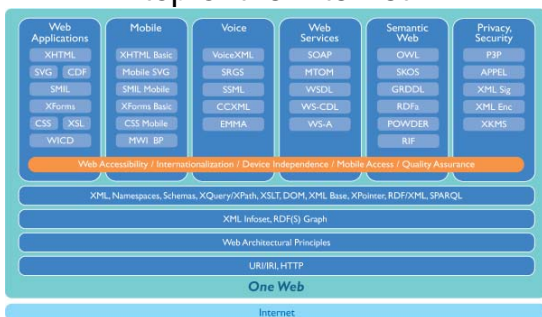 Web Applications
XHTML
SVG CDF
SMIL
XForms
CSS XSL
WICD
Mobile
XHTML Basic
Mobile SVG
SMIL Mobile
XForms Basic
CSS Mobile
MWI BP
Voice
VoiceXML
SRGS
SSML
CCXML
EMMA
Web Services
SOAP
MTOM
WSDL
WS-CDL
WS-A
Semantic Web
OWL
SKOS
GRDDL
RDFa
POWDER
RIF
Privacy, Security
P3P
APPEL
XML Sig
XML Enc
XKMS
Web Accessibility / Internationalization / Device Independence / Mobile Access / Quality Assurance
XML, Namespaces, Schemas, XQuery/XPath, XSLT, DOM, XML Base, XPointer, RDF/XML, SPARQL
XML Infoset, RDF(S) Graph
Web Architectural Principles
URI/IRI, HTTP
One Web
Internet